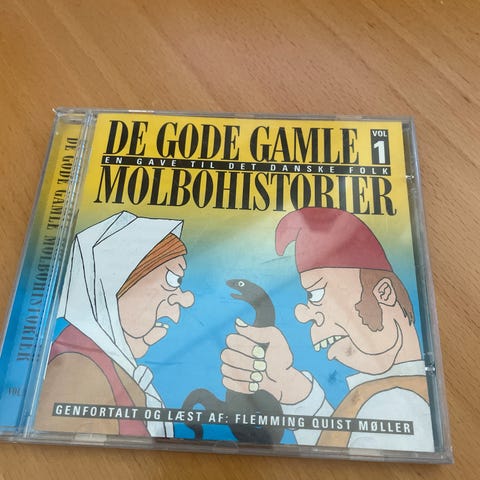 DE GODE GAMLE
VOL
1
EN GAVE TIL DET DANSKE FOLK
MOLBOHISTORIER
GENFORTALT OG LÆST AF: FLEMMING QUIST MØLLER
DE GODE GAMLE MOLBOHISTORIER
VOL